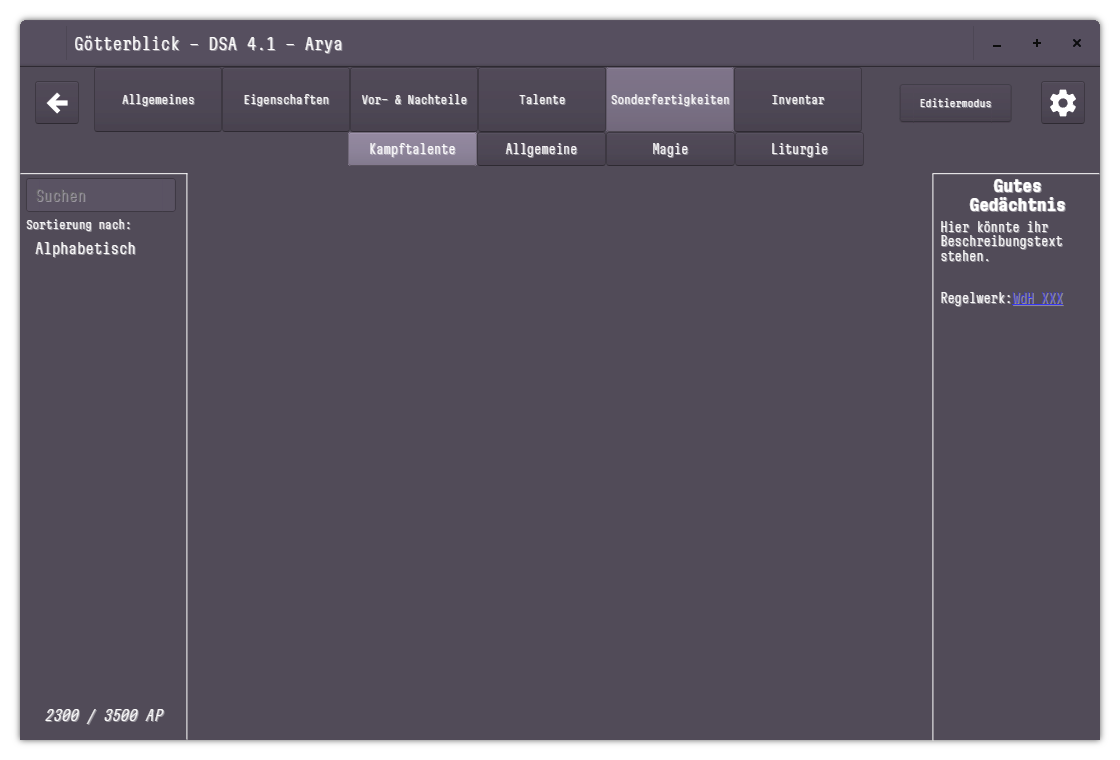 Götterblick – DSA 4.1 – Arya
Allgemeines
Eigenschaften
Vor- & Nachteile
Talente
Sonderfertigkeiten
Inventar
Editiermodus
Kampftalente
Allgemeine
Magie
Liturgie
Suchen
Sortierung nach:
Alphabetisch
2300 / 3500 AP
Gutes
Gedächtnis
Hier könnte ihr
Beschreibungstext
stehen.
Regelwerk: WdH XXX